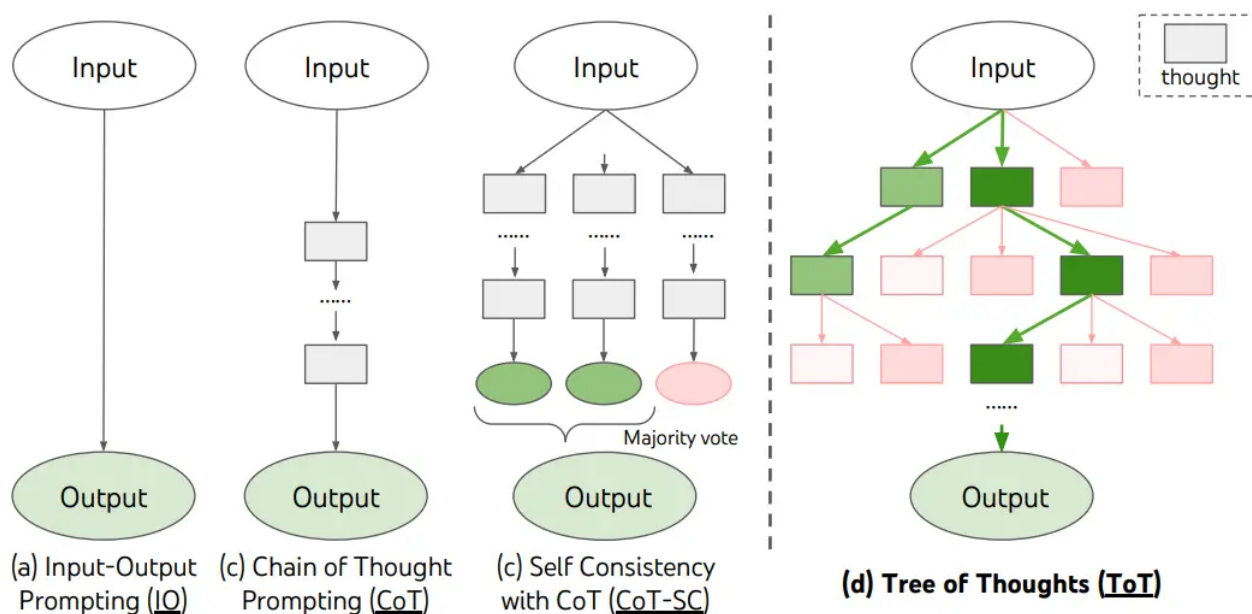 Input
Input
Input
Input
thought
......
......
......
......
......
Majority vote
Output
Output
Output
Output
(a) Input-Output
Prompting (IO)
(c) Chain of Thought
Prompting (CoT)
(c) Self Consistency
with CoT (CoT-SC)
(d) Tree of Thoughts (ToT)